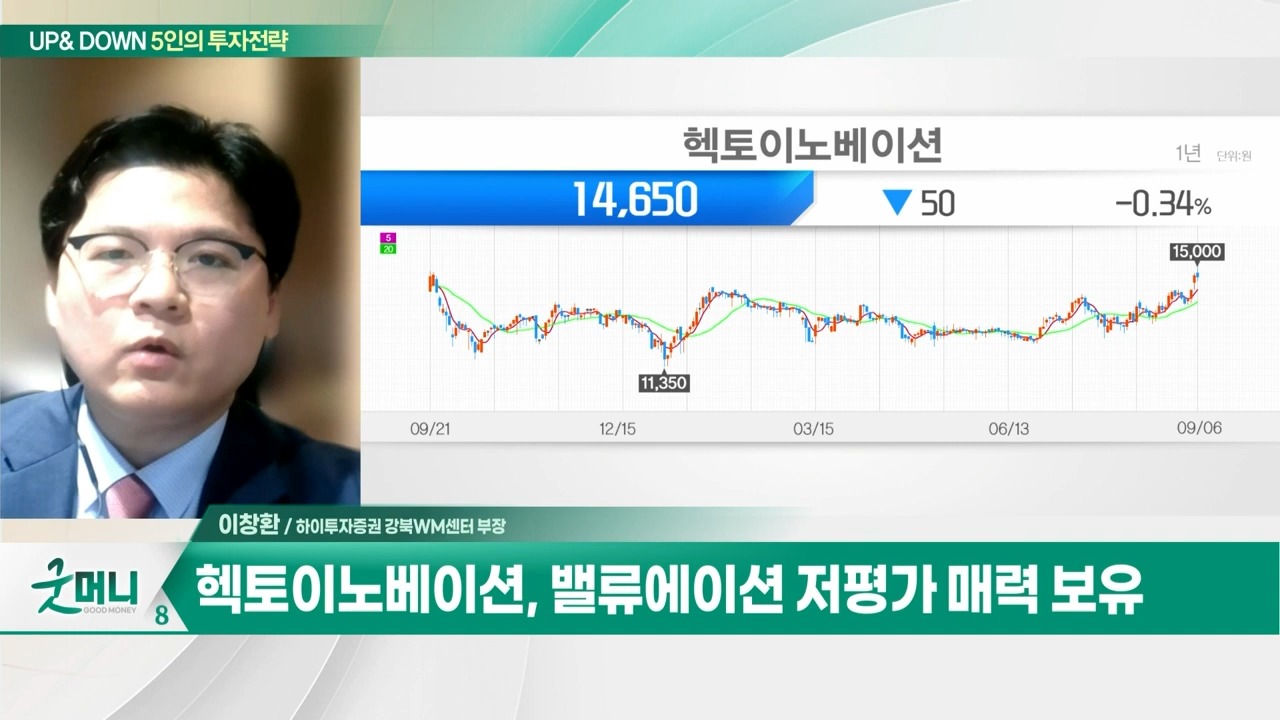 UP& DOWN 5인의 투자전략
헥토이노베이션
1년 단위:원
14,650 ▼ 50 -0.34%
5
20
15,000
11,350
09/21 12/15 03/15 06/13 09/06
이창환 / 하이투자증권 강북WM센터 부장
굿머니
GOOD MONEY
8
헥토이노베이션, 밸류에이션 저평가 매력 보유